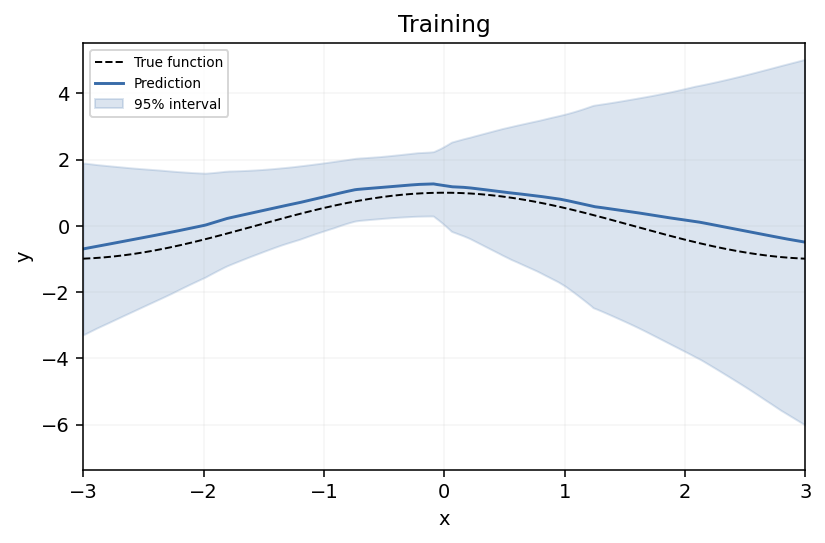 Training
True function
Prediction
95% interval
4
2
0
−2
−4
−6
y
−3
−2
−1
0
1
2
3
x